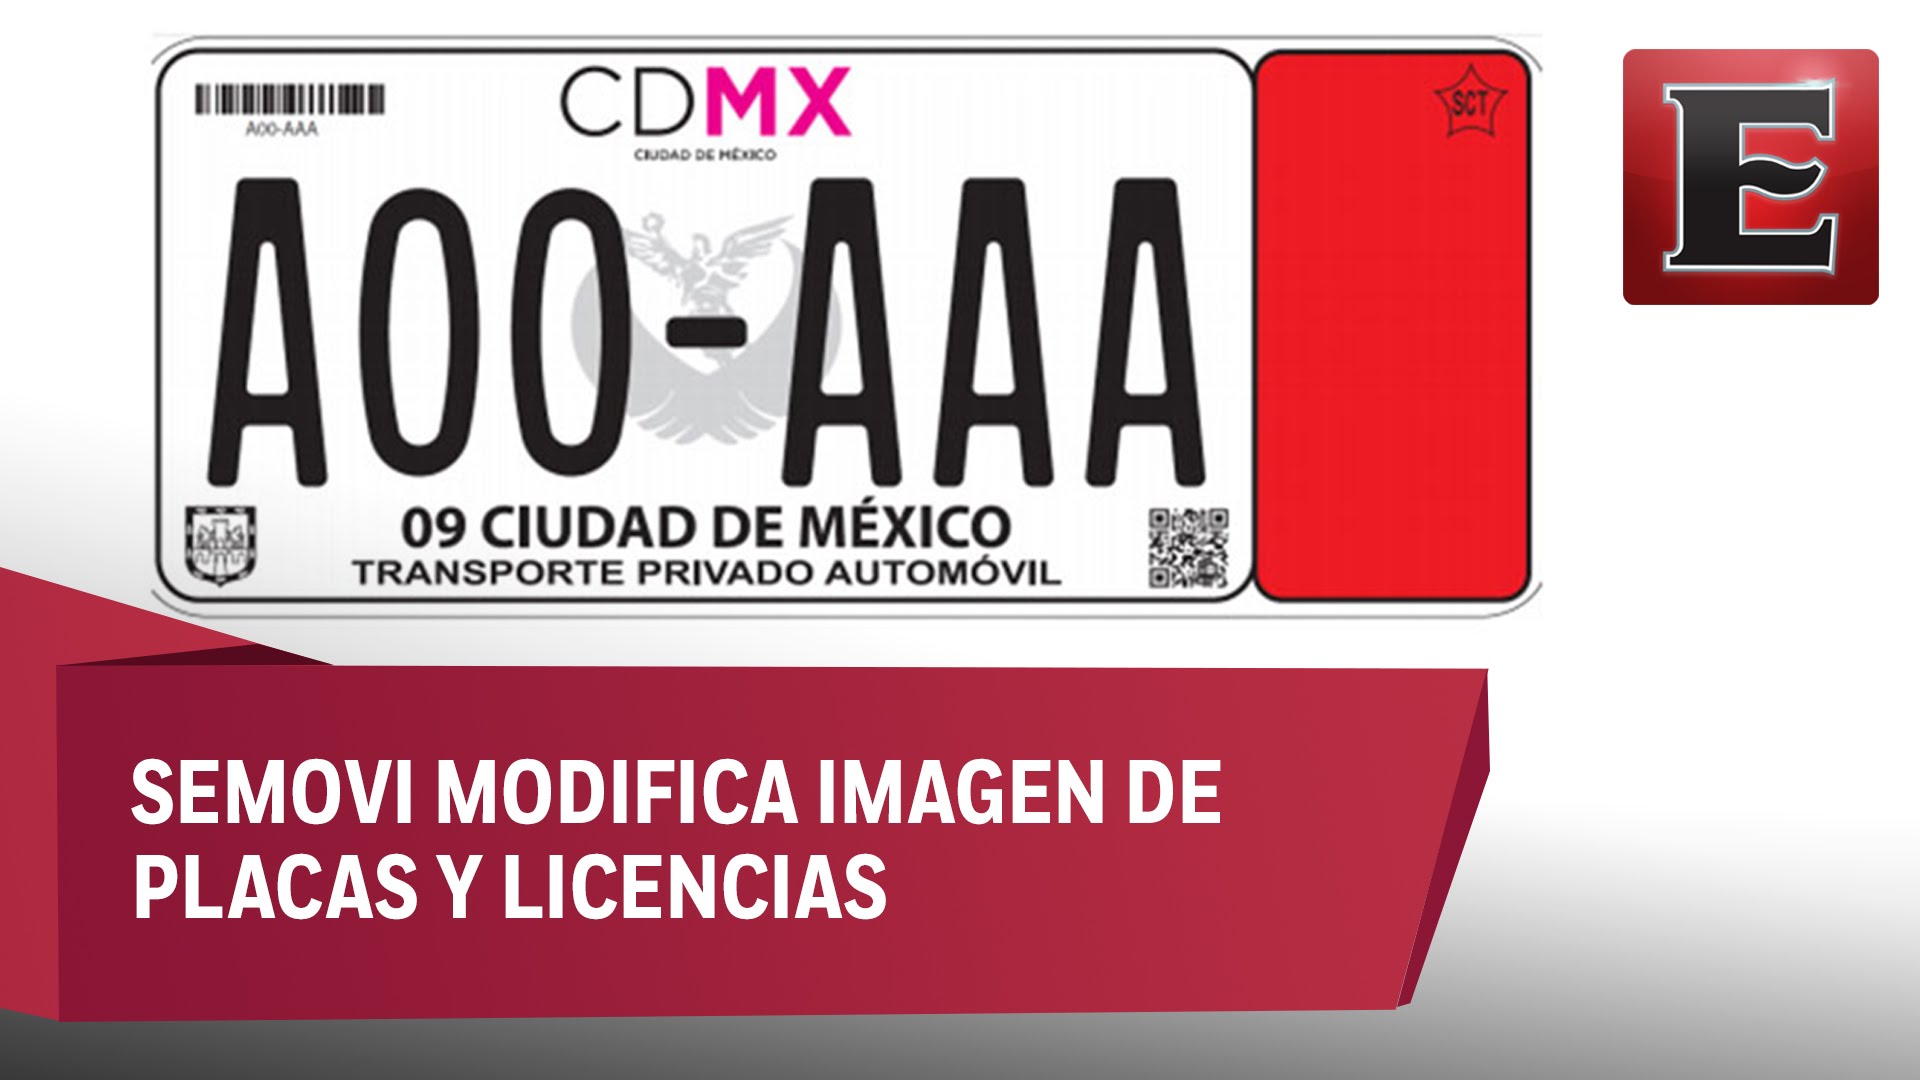 CDMX
CIUDAD DE MÉXICO
A00-AAA
SCT
E
A00-AAA
09 CIUDAD DE MÉXICO
TRANSPORTE PRIVADO AUTOMÓVIL
SEMOVI MODIFICA IMAGEN DE
PLACAS Y LICENCIAS